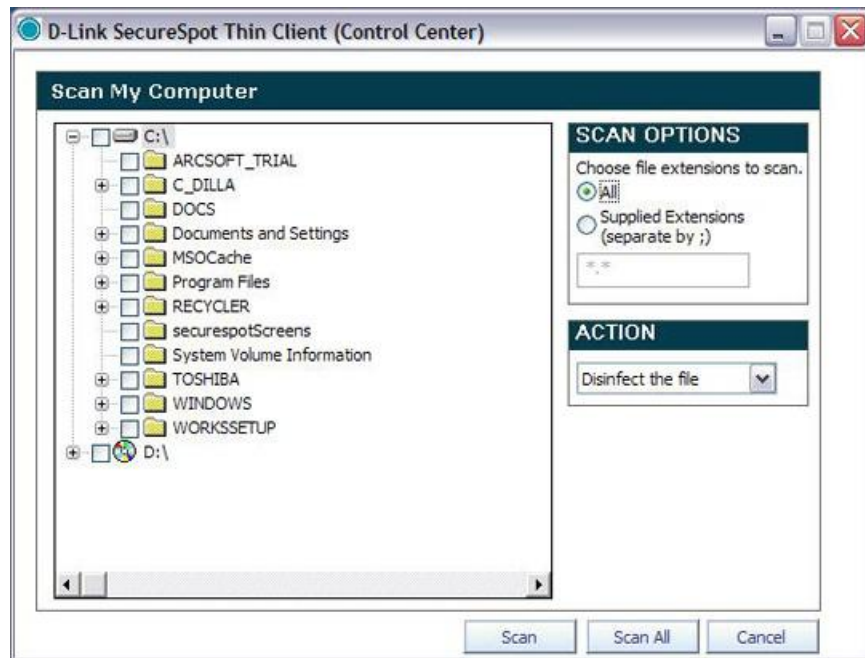 D-Link SecureSpot Thin Client (Control Center)
Scan My Computer
C:\
ARCSOFT_TRIAL
C_DILLA
DOCS
Documents and Settings
MSOCache
Program Files
RECYCLER
securespotScreens
System Volume Information
TOSHIBA
WINDOWS
WORKSSETUP
D:\
SCAN OPTIONS
Choose file extensions to scan.
All
Supplied Extensions
(separate by ;)
*.*
ACTION
Disinfect the file
Scan
Scan All
Cancel